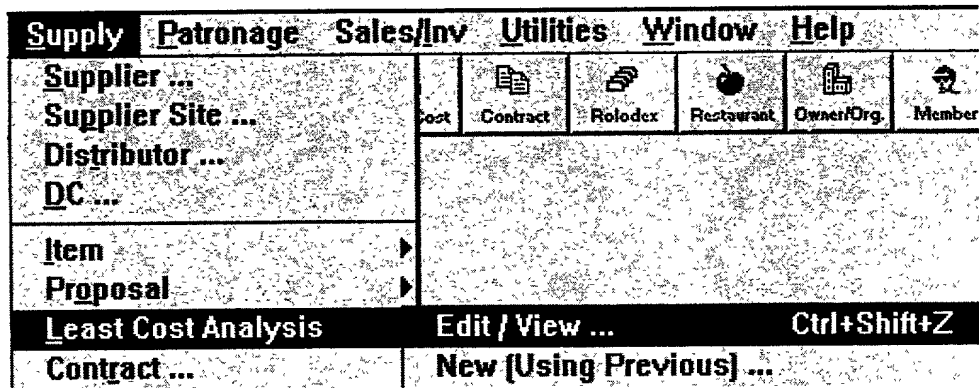 Supply Patronage Sales/Inv Utilities Window Help
Supplier ...
Cost Contract Rolodex Restaurant Owner/Org. Member
Supplier Site ...
Distributor ...
DC ...
Item
Proposal
Least Cost Analysis Edit / View ... Ctrl+Shift+Z
Contract ... New [Using Previous] ...